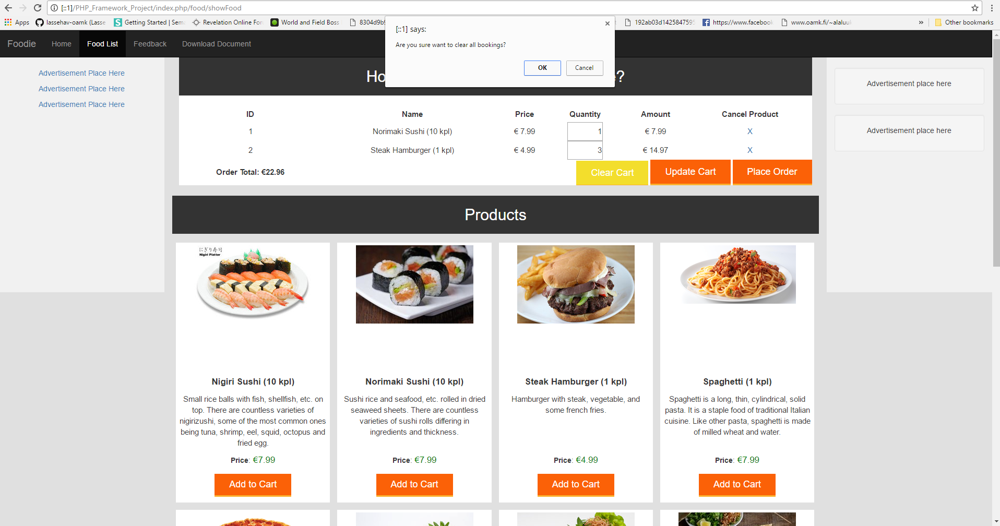 [::1]/PHP_Framework_Project/index.php/food/showFood
Apps lassehav-oamk (Lasse Getting Started | Sem Revelation Online For World and Field Boss 8304d9b 192ab03d1425847595 https://www.facebook www.oamk.fi/~alaluuk » Other bookmarks
[::1] says:
Are you sure want to clear all bookings?
OK Cancel
Foodie Home Food List Feedback Download Document
Advertisement Place Here
Advertisement Place Here
Advertisement Place Here
Ho ?
ID Name Price Quantity Amount Cancel Product
1 Norimaki Sushi (10 kpl) € 7.99 1 € 7.99 X
2 Steak Hamburger (1 kpl) € 4.99 3 € 14.97 X
Order Total: €22.96 Clear Cart Update Cart Place Order
Advertisement place here
Advertisement place here
Products
にぎり寿司
Nigiri Platter
Nigiri Sushi (10 kpl)
Small rice balls with fish, shellfish, etc. on
top. There are countless varieties of
nigirizushi, some of the most common ones
being tuna, shrimp, eel, squid, octopus and
fried egg.
Price: €7.99
Add to Cart
Norimaki Sushi (10 kpl)
Sushi rice and seafood, etc. rolled in dried
seaweed sheets. There are countless
varieties of sushi rolls differing in
ingredients and thickness.
Price: €7.99
Add to Cart
Steak Hamburger (1 kpl)
Hamburger with steak, vegetable, and
some french fries.
Price: €4.99
Add to Cart
Spaghetti (1 kpl)
Spaghetti is a long, thin, cylindrical, solid
pasta. It is a staple food of traditional Italian
cuisine. Like other pasta, spaghetti is made
of milled wheat and water.
Price: €7.99
Add to Cart